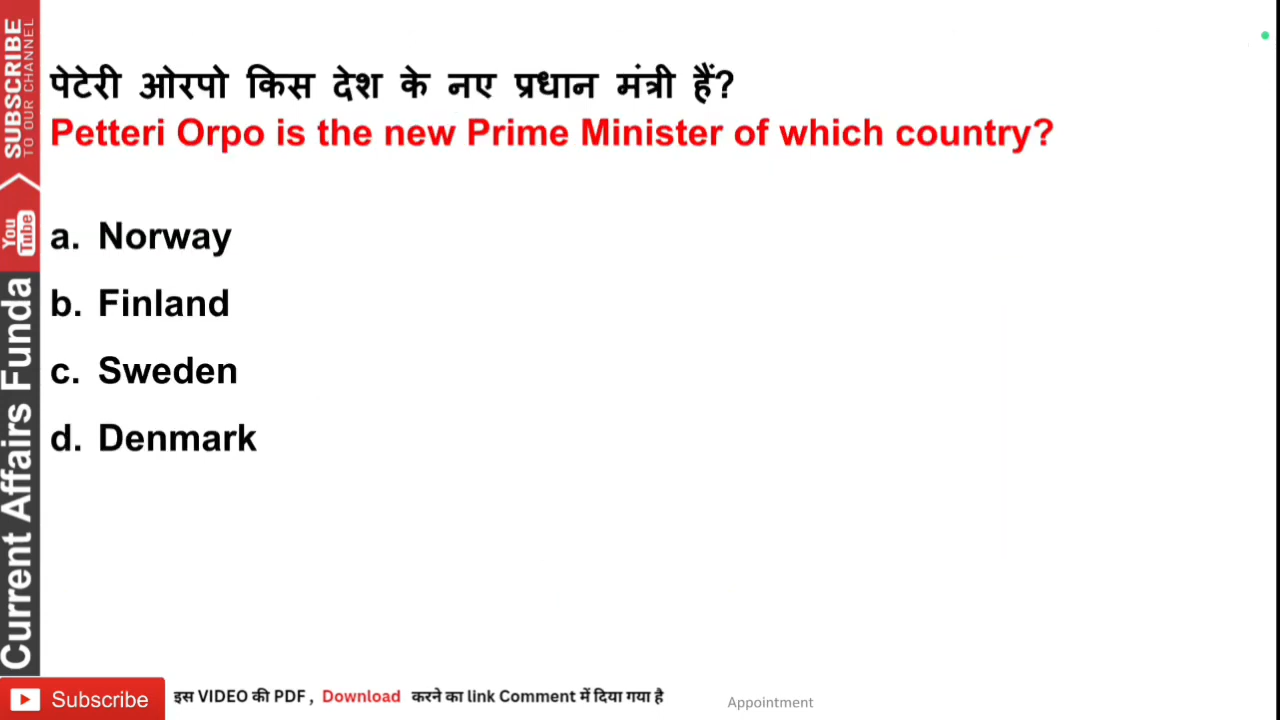 पेटेरी ओरपो किस देश के नए प्रधान मंत्री हैं?
Petteri Orpo is the new Prime Minister of which country?
a. Norway
b. Finland
c. Sweden
d. Denmark
SUBSCRIBE
TO OUR CHANNEL
You
Tube
Current Affairs Funda
Subscribe
इस VIDEO की PDF , Download करने का link Comment में दिया गया है
Appointment